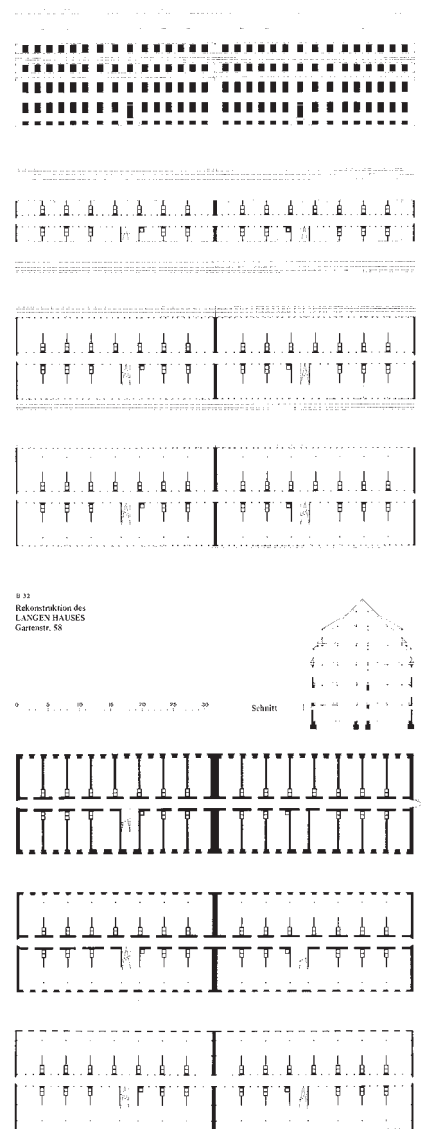 B 32
Rekonstruktion des
LANGEN HAUSES
Gartenstr. 58
0 5 10 15 20 25 30
Schnitt